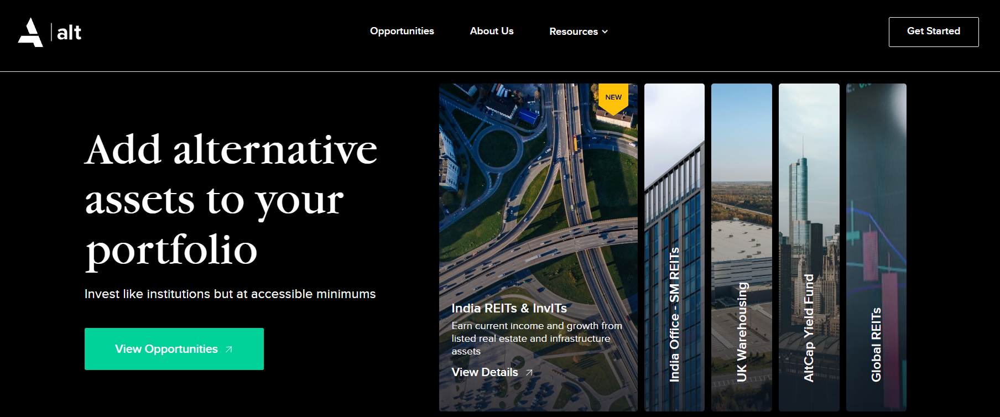 alt
Opportunities
About Us
Resources
Get Started
Add alternative
assets to your
portfolio
Invest like institutions but at accessible minimums
View Opportunities
NEW
India REITs & InvITs
Earn current income and growth from
listed real estate and infrastructure
assets
View Details
India Office - SM REITs
UK Warehousing
AltCap Yield Fund
Global REITs